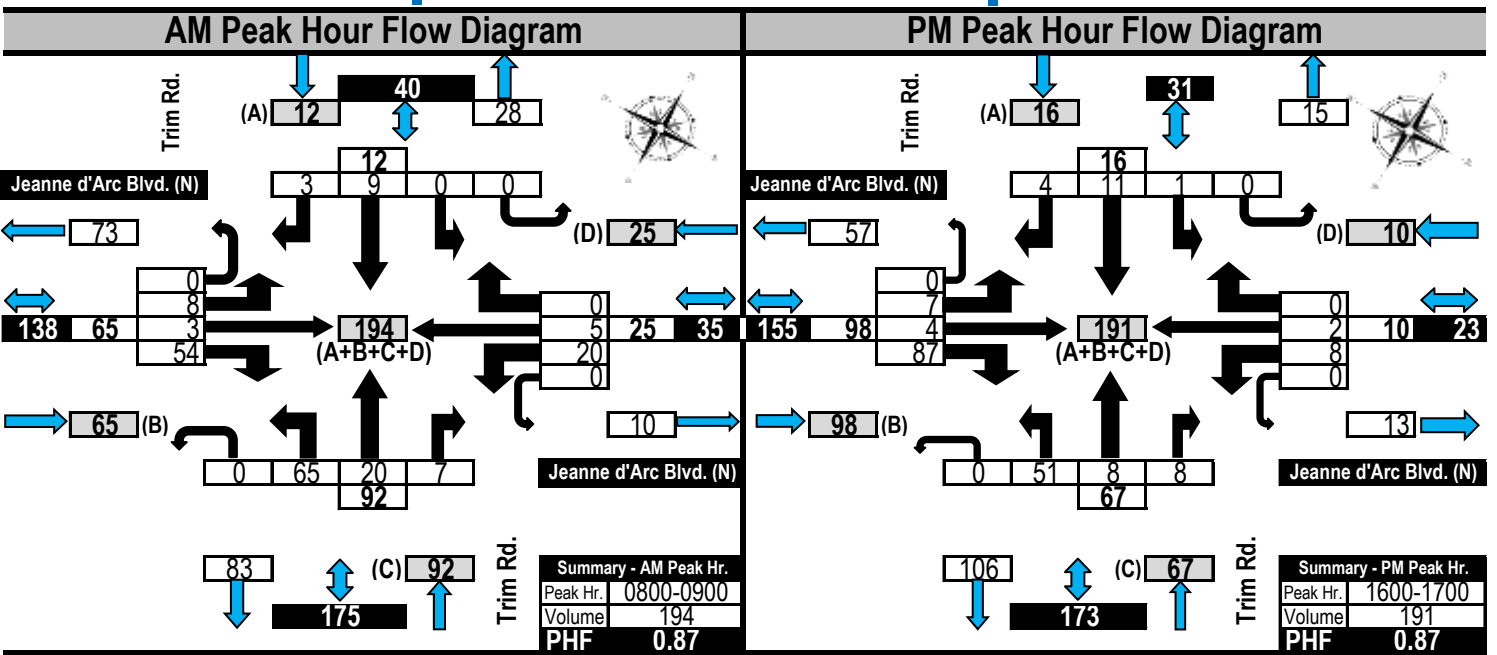 AM Peak Hour Flow Diagram
Trim Rd.
40
(A) 12
28
12
3 9 0 0
Jeanne d'Arc Blvd. (N)
73
(D) 25
0
8
3
54
138 65
194
(A+B+C+D)
0
5
20
0
25 35
65 (B)
10
0 65 20 7
92
Jeanne d'Arc Blvd. (N)
83
(C) 92
175
Trim Rd.
Summary - AM Peak Hr.
Peak Hr. 0800-0900
Volume 194
PHF 0.87
PM Peak Hour Flow Diagram
Trim Rd.
31
(A) 16
15
16
4 11 1 0
Jeanne d'Arc Blvd. (N)
57
(D) 10
0
7
4
87
155 98
191
(A+B+C+D)
0
2
8
0
10 23
98 (B)
13
0 51 8 8
67
Jeanne d'Arc Blvd. (N)
106
(C) 67
173
Trim Rd.
Summary - PM Peak Hr.
Peak Hr. 1600-1700
Volume 191
PHF 0.87